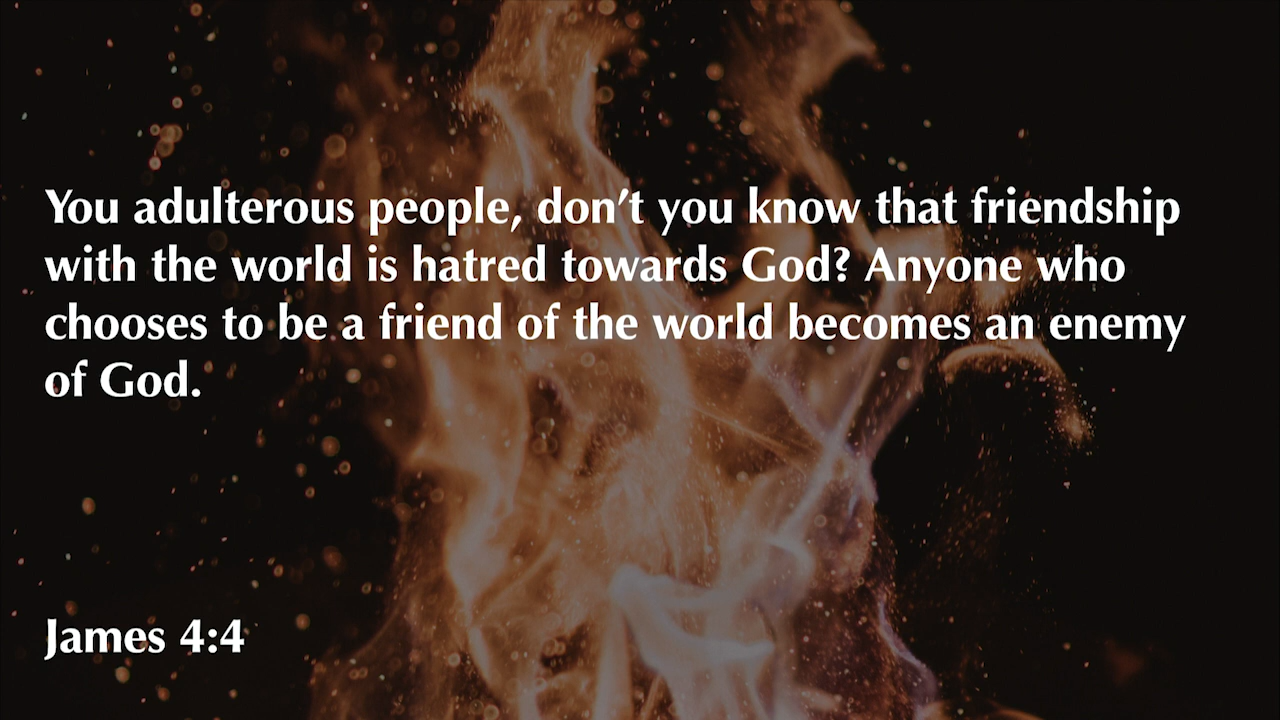 You adulterous people, don’t you know that friendship
with the world is hatred towards God? Anyone who
chooses to be a friend of the world becomes an enemy
of God.
James 4:4